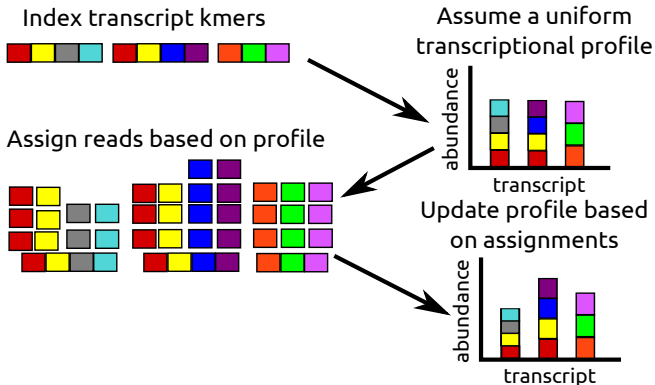 Index transcript kmers
Assume a uniform
transcriptional profile
abundance
transcript
Assign reads based on profile
Update profile based
on assignments
abundance
transcript